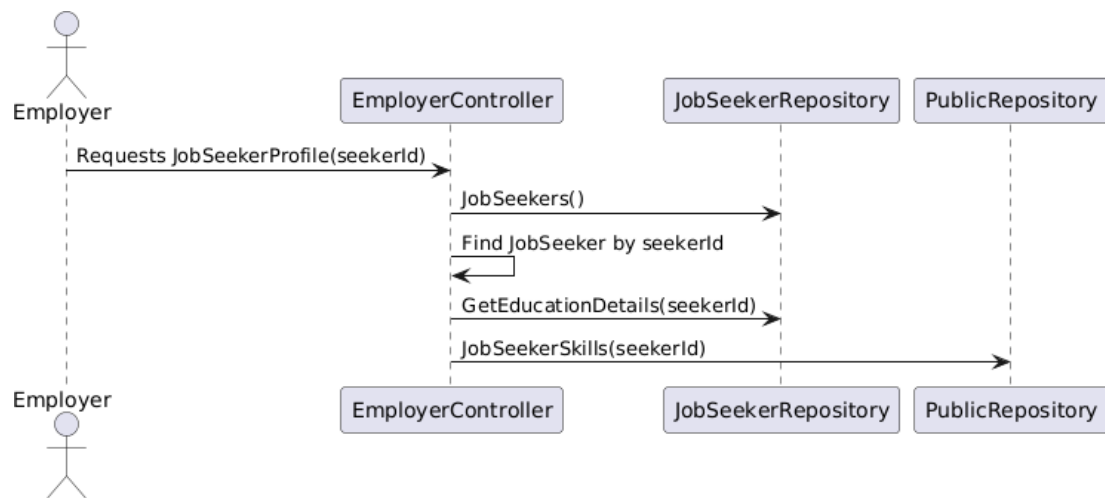 Employer
EmployerController
JobSeekerRepository
PublicRepository
Requests JobSeekerProfile(seekerId)
JobSeekers()
Find JobSeeker by seekerId
GetEducationDetails(seekerId)
JobSeekerSkills(seekerId)
Employer
EmployerController
JobSeekerRepository
PublicRepository